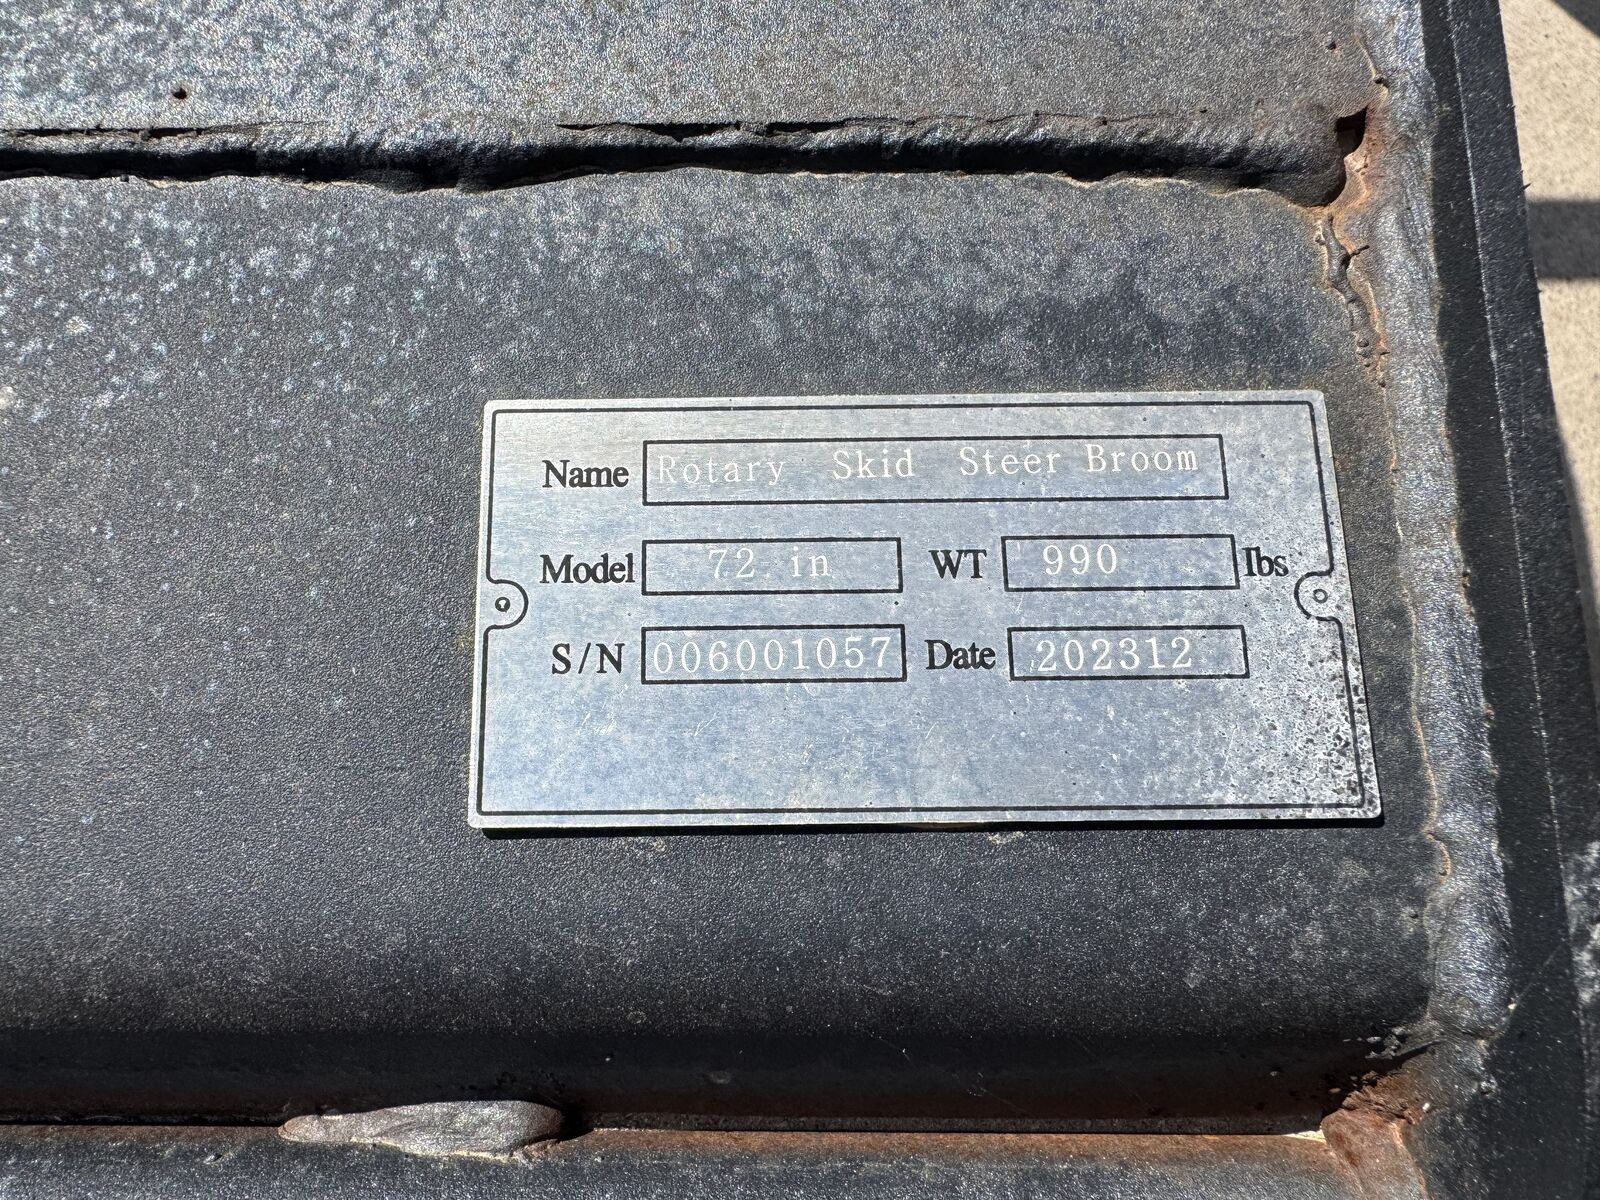 Name Rotary Skid Steer Broom
Model 72 in WT 990 lbs
S/N 006001057 Date 202312